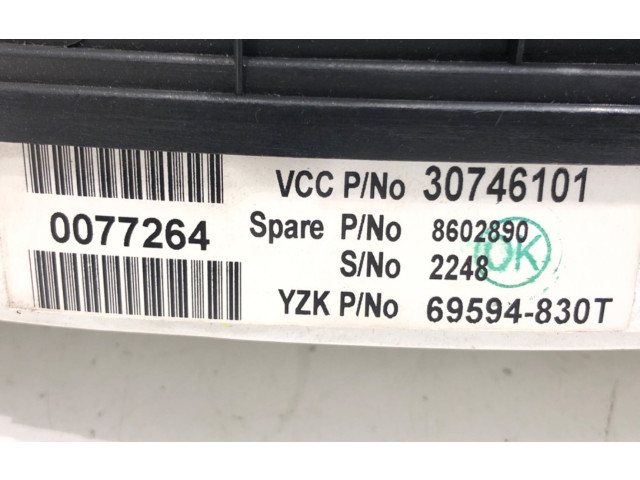 VCC P/No 30746101
0077264
Spare P/No 8602890
OK
S/No 2248
YZK P/No 69594-830T